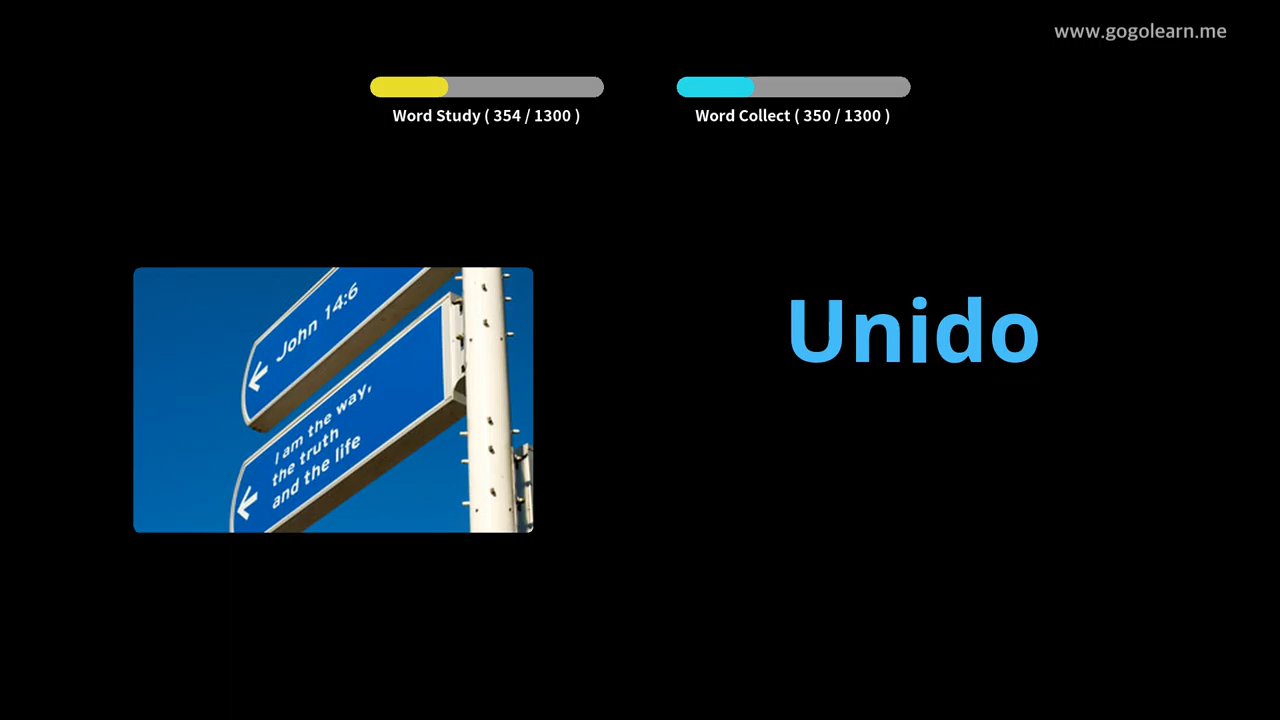 www.gogolearn.me
Word Study ( 354 / 1300 )
Word Collect ( 350 / 1300 )
John 14:6
I am the way,
the truth
and the life
Unido